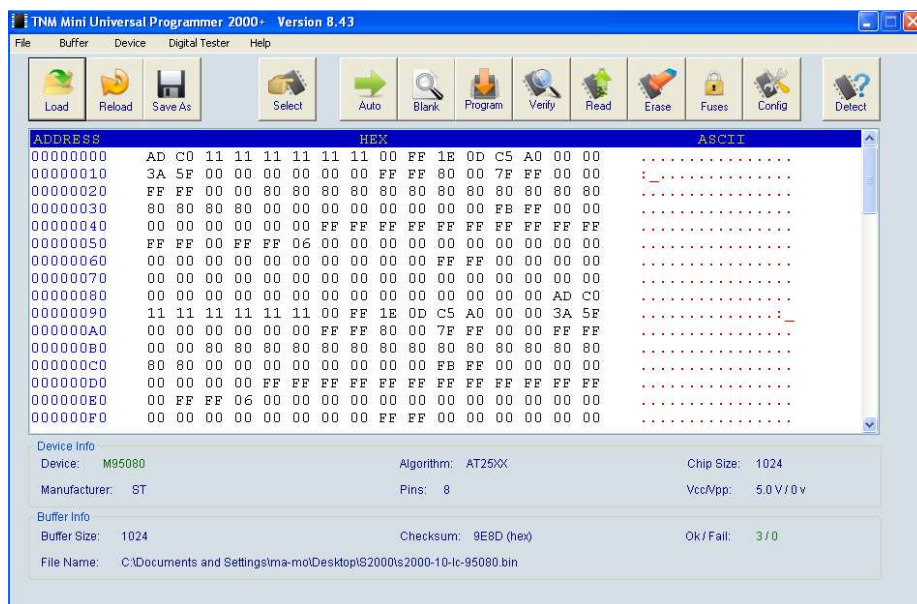 TNM Mini Universal Programmer 2000+ Version 8.43
File Buffer Device Digital Tester Help
Load Reload Save As Select Auto Blank Program Verify Read Erase Fuses Config Detect
ADDRESS HEX ASCII
00000000 AD C0 11 11 11 11 11 11 00 FF 1E 0D C5 A0 00 00 ................
00000010 3A 5F 00 00 00 00 00 00 FF FF 80 00 7F FF 00 00 :_..............
00000020 FF FF 00 00 80 80 80 80 80 80 80 80 80 80 80 80 ................
00000030 80 80 80 80 00 00 00 00 00 00 00 00 FB FF 00 00 ................
00000040 00 00 00 00 00 00 FF FF FF FF FF FF FF FF FF FF ................
00000050 FF FF 00 FF FF 06 00 00 00 00 00 00 00 00 00 00 ................
00000060 00 00 00 00 00 00 00 00 00 00 FF FF 00 00 00 00 ................
00000070 00 00 00 00 00 00 00 00 00 00 00 00 00 00 00 00 ................
00000080 00 00 00 00 00 00 00 00 00 00 00 00 00 00 AD C0 ................
00000090 11 11 11 11 11 11 00 FF 1E 0D C5 A0 00 00 3A 5F ..............:_
000000A0 00 00 00 00 00 00 FF FF 80 00 7F FF 00 00 FF FF ................
000000B0 00 00 80 80 80 80 80 80 80 80 80 80 80 80 80 80 ................
000000C0 80 80 00 00 00 00 00 00 00 00 FB FF 00 00 00 00 ................
000000D0 00 00 00 00 FF FF FF FF FF FF FF FF FF FF FF FF ................
000000E0 00 FF FF 06 00 00 00 00 00 00 00 00 00 00 00 00 ................
000000F0 00 00 00 00 00 00 00 00 FF FF 00 00 00 00 00 00 ................
Device Info
Device: M95080 Algorithm: AT25XX Chip Size: 1024
Manufacturer: ST Pins: 8 Vcc/Vpp: 5.0 V / 0 v
Buffer Info
Buffer Size: 1024 Checksum: 9E8D (hex) Ok / Fail: 3 / 0
File Name: C:\Documents and Settings\ma-mo\Desktop\S2000\s2000-10-lc-95080.bin